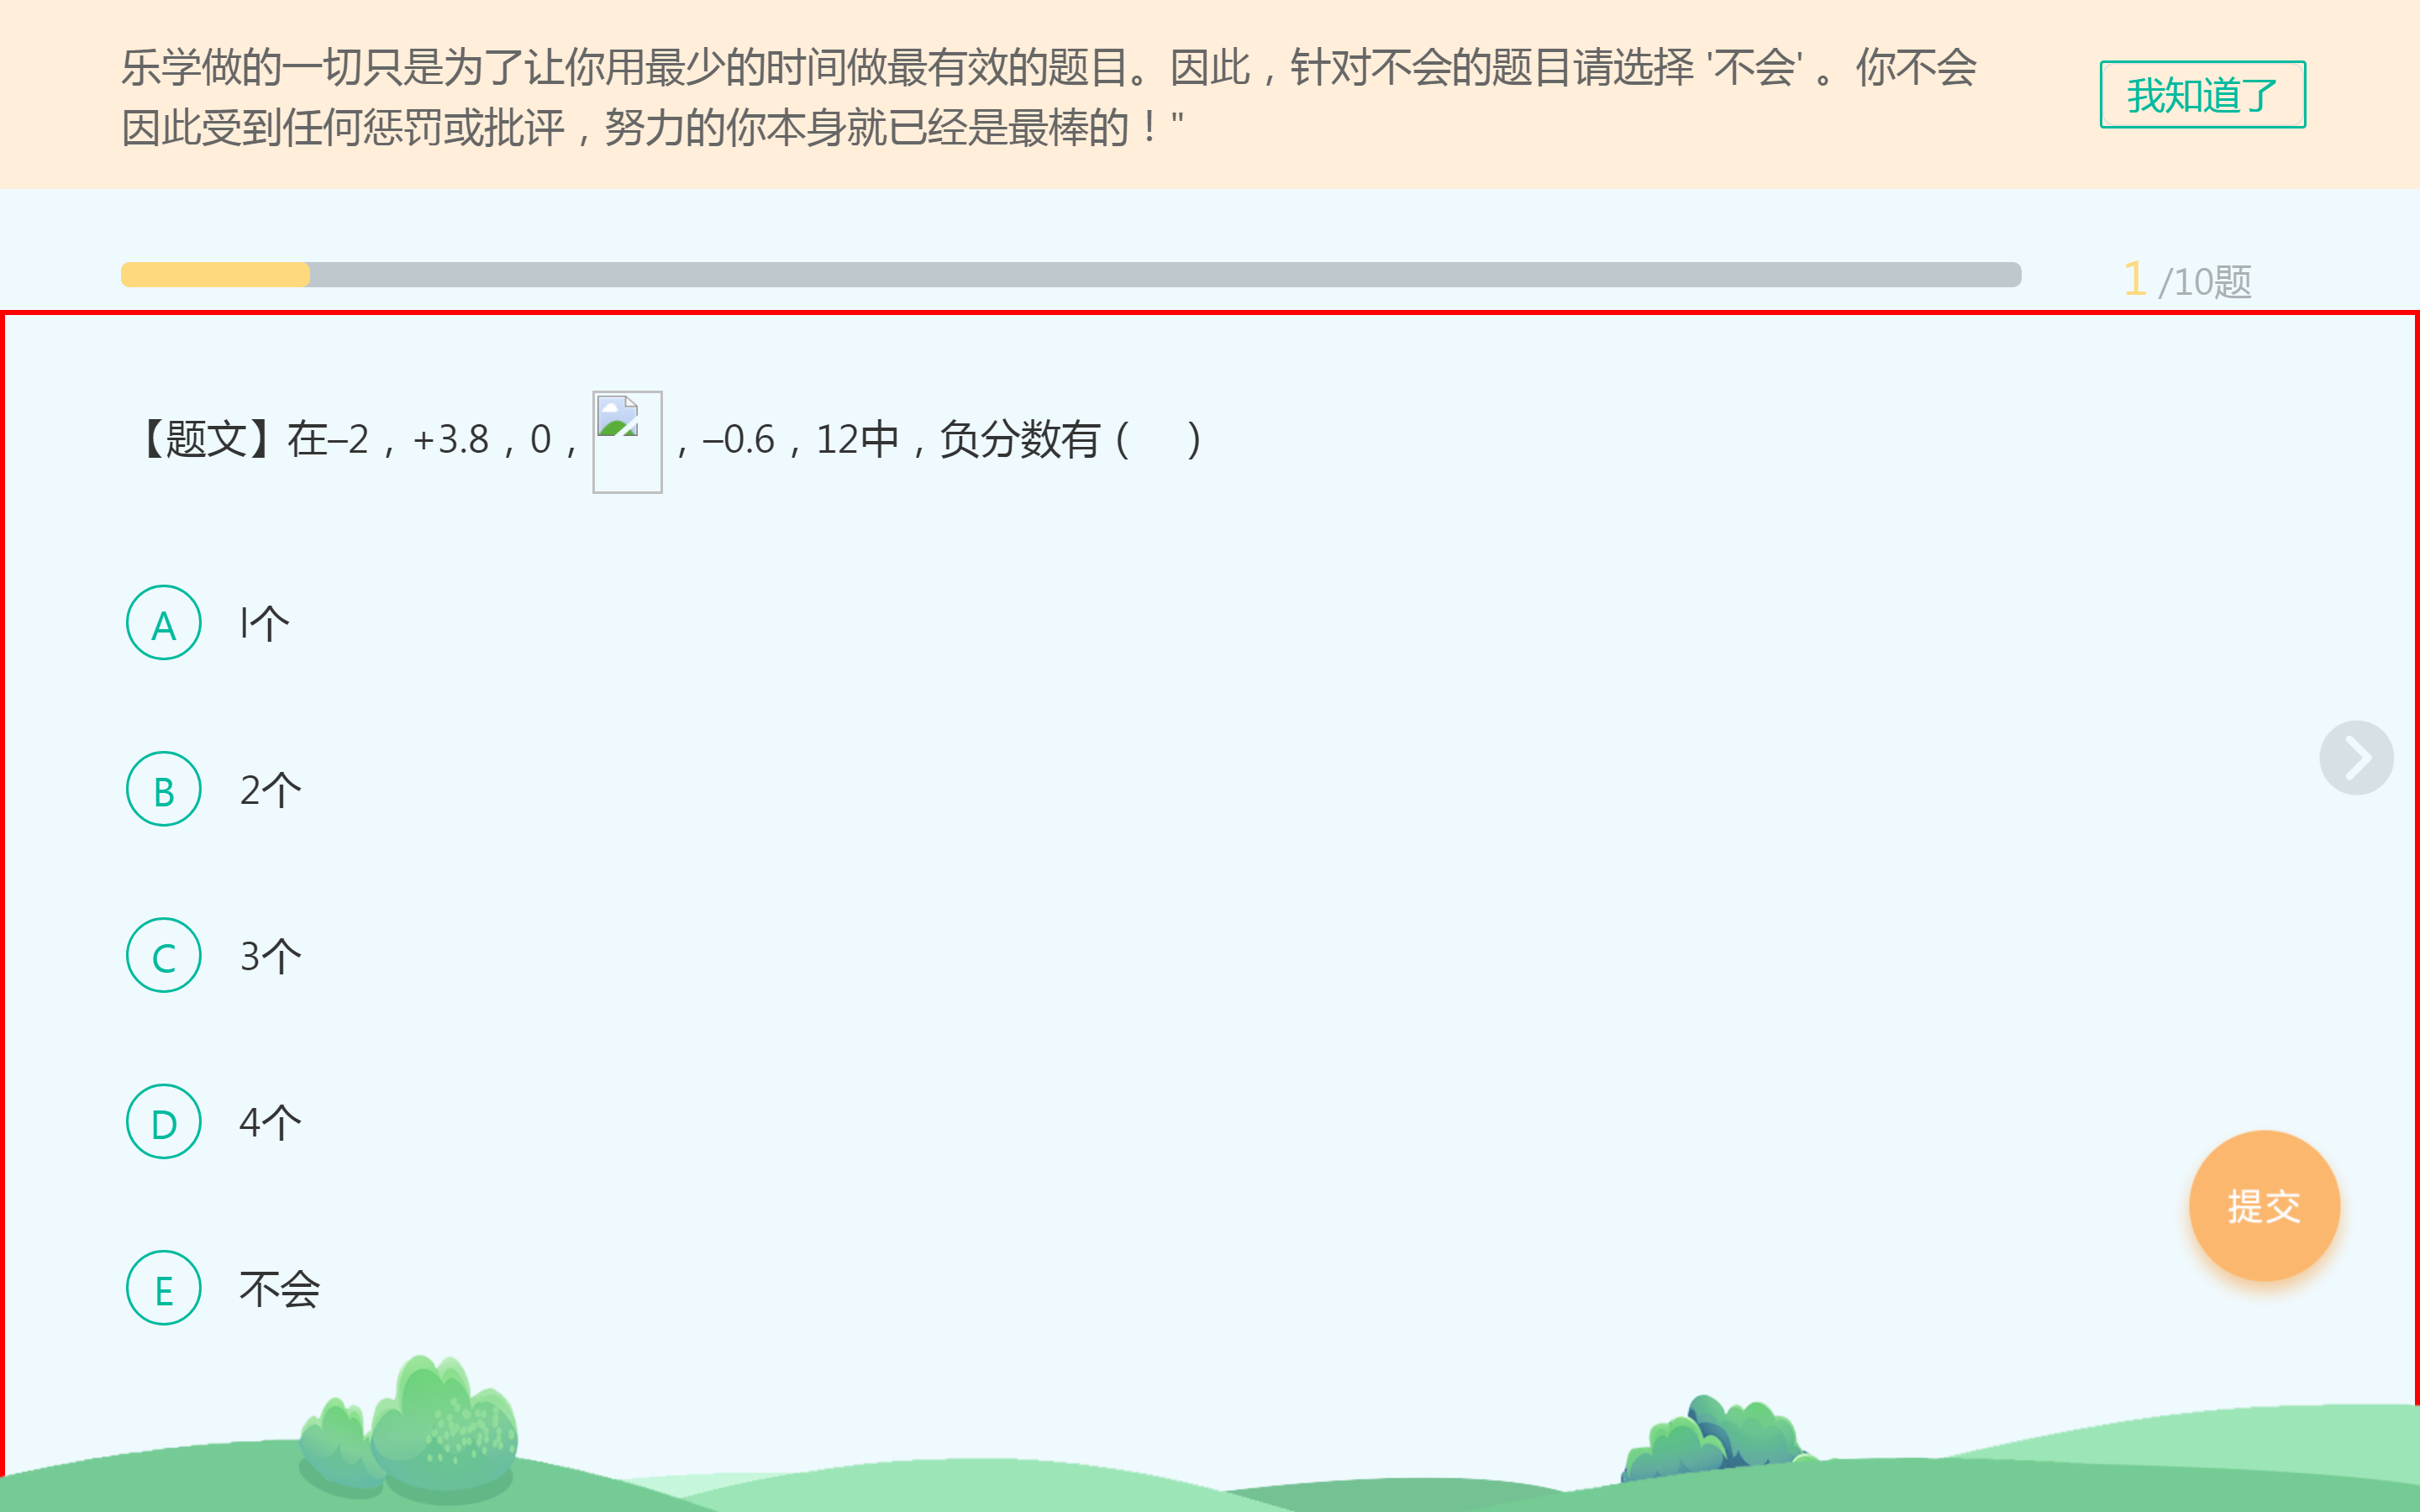 乐学做的一切只是为了让你用最少的时间做最有效的题目。因此，针对不会的题目请选择 '不会' 。你不会
因此受到任何惩罚或批评，努力的你本身就已经是最棒的！"
我知道了
1 /10题
【题文】在–2，+3.8，0， ，–0.6，12中，负分数有（ ）
A l个
B 2个
C 3个
D 4个
提交
E 不会